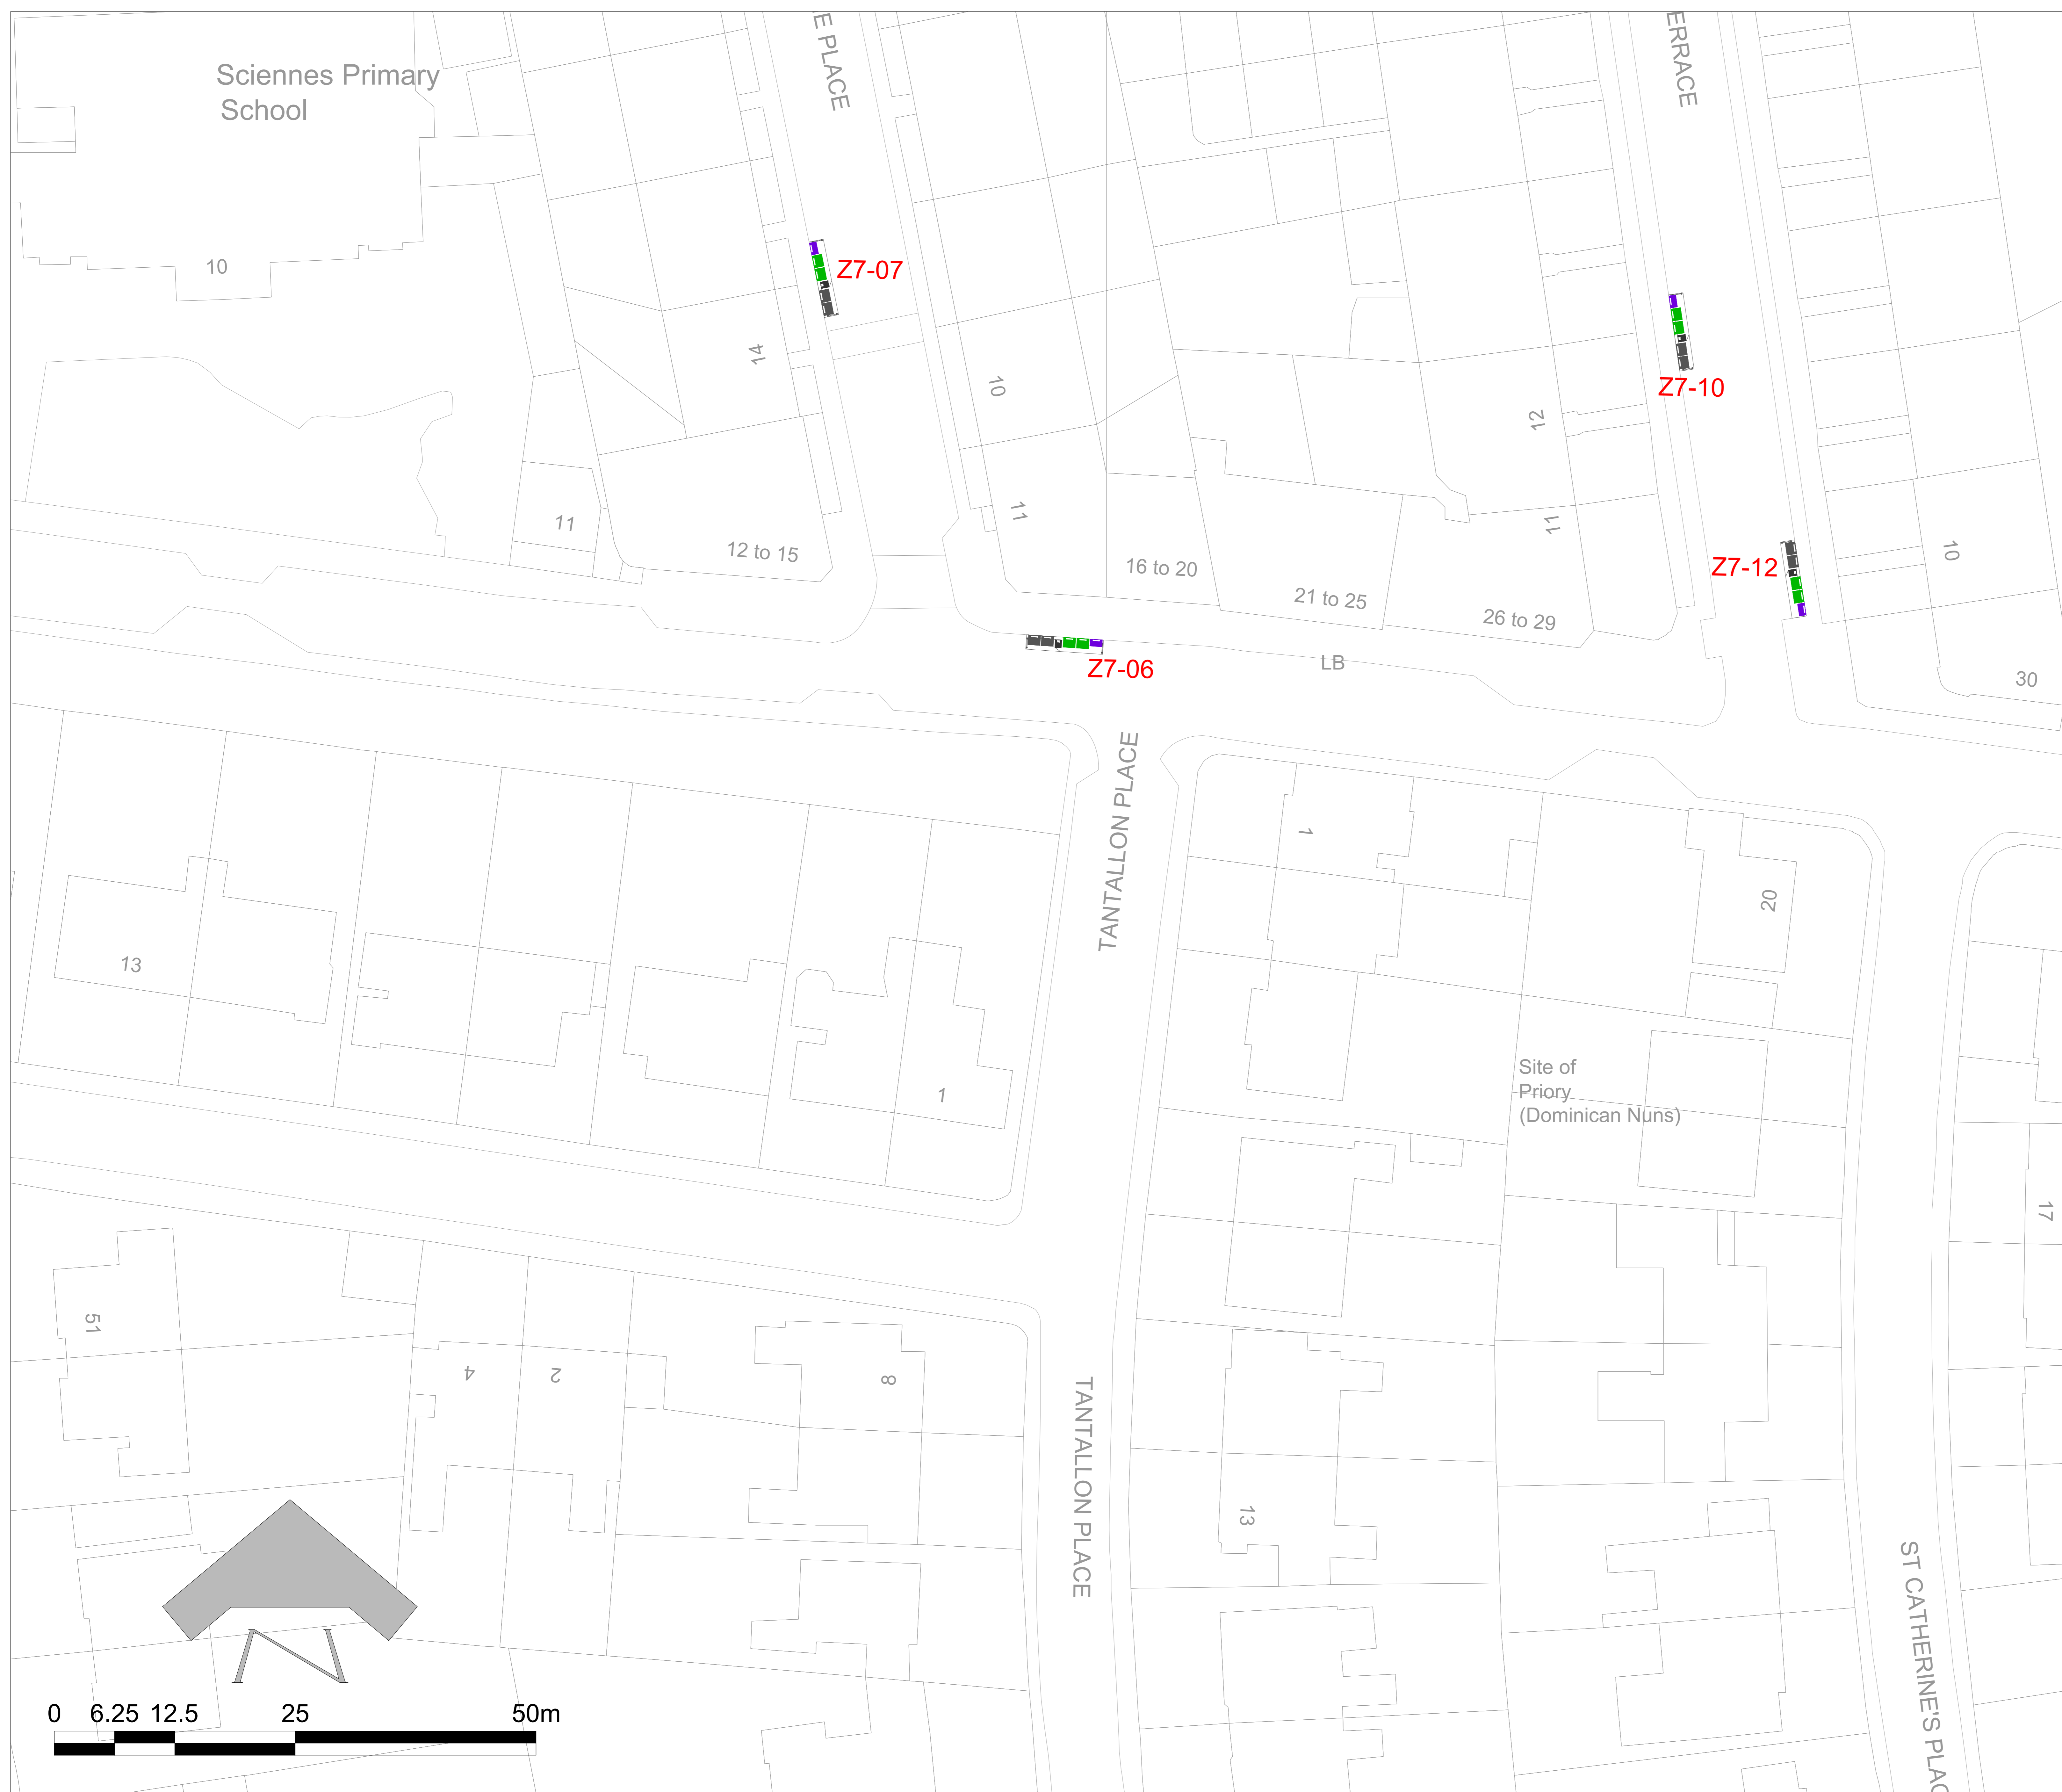 E PLACE
ERRACE
Sciennes Primary
School
10
Z7-07
14
10
Z7-10
12
11
11
11
12 to 15
16 to 20
21 to 25
26 to 29
Z7-12
10
LB
Z7-06
30
TANTALLON PLACE
1
20
13
1
Site of
Priory
(Dominican Nuns)
17
51
4
2
8
TANTALLON PLACE
13
ST CATHERINE'S PLAC
N
0 6.25 12.5 25 50m